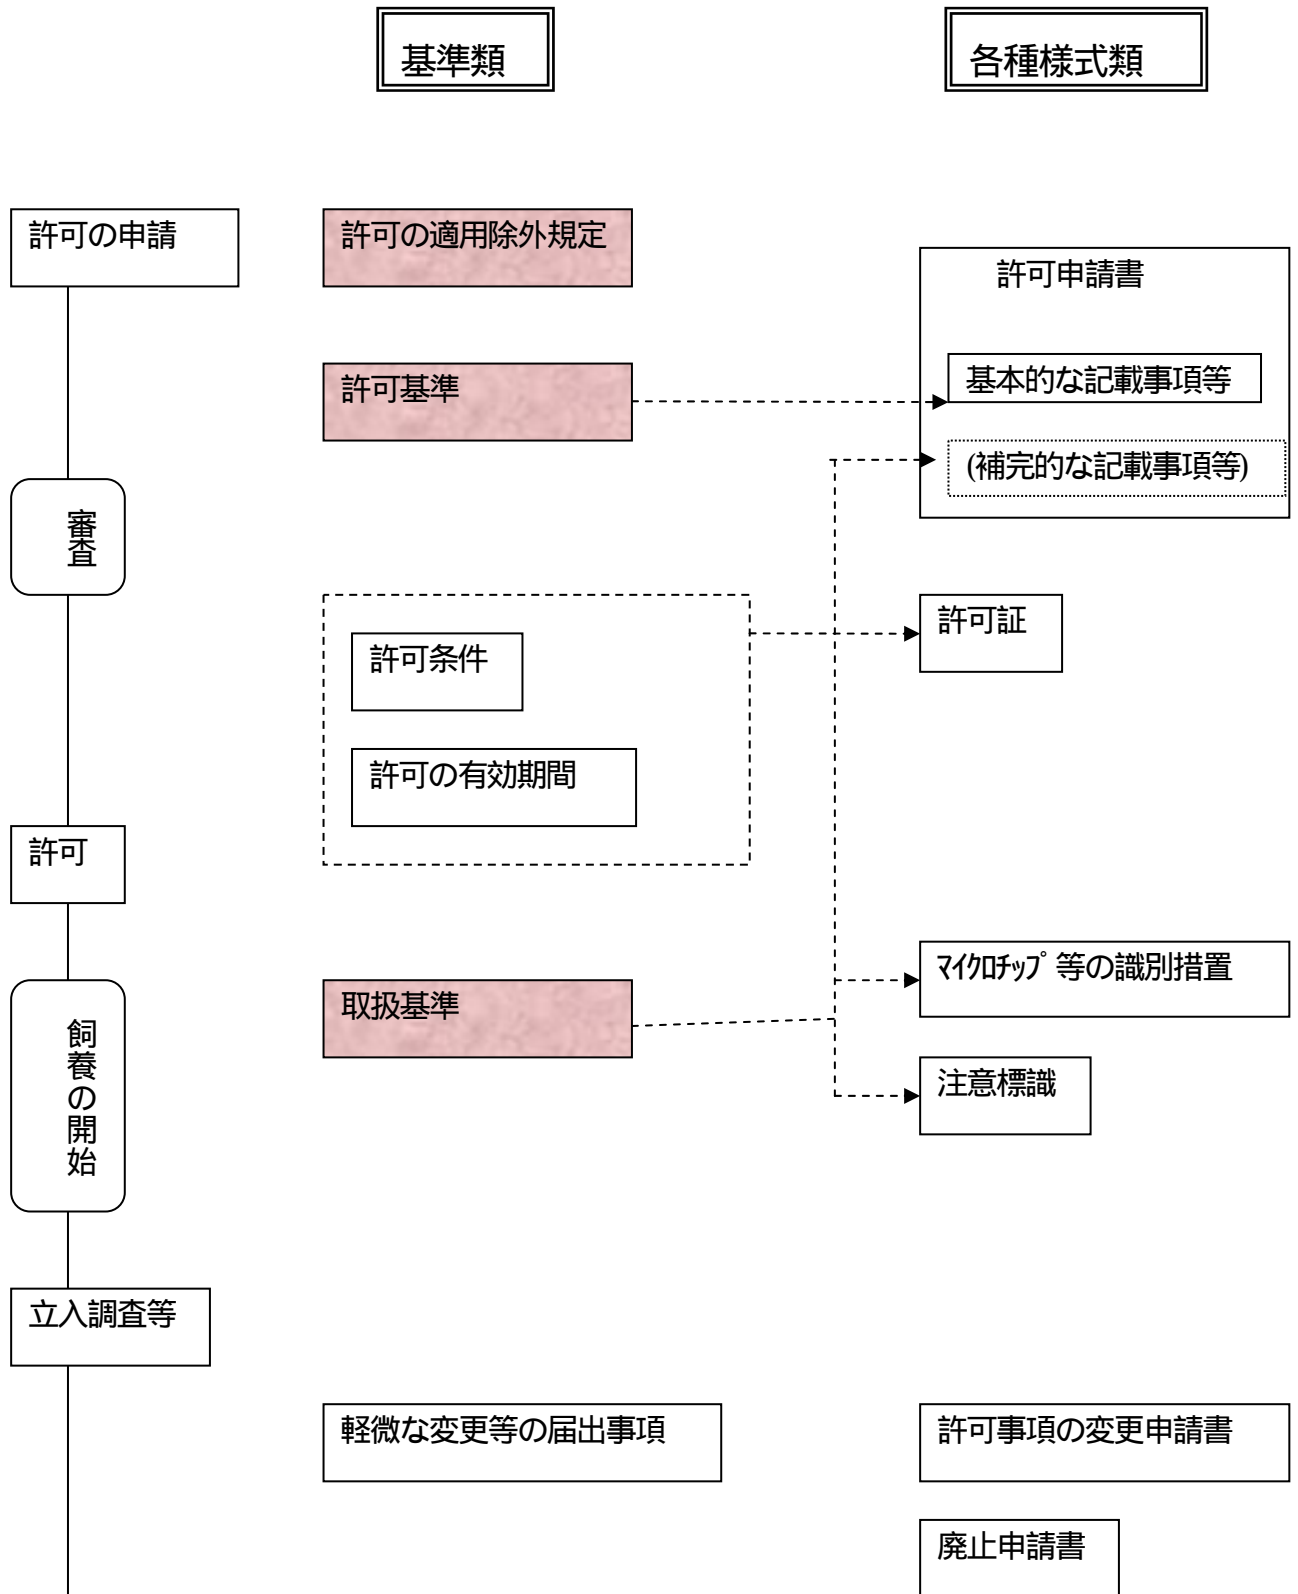 基準類
各種様式類
許可の申請
許可の適用除外規定
許可申請書
許可基準
基本的な記載事項等
(補完的な記載事項等)
審査
許可証
許可条件
許可の有効期間
許可
ﾏｲｸﾛﾁｯﾌﾟ等の識別措置
取扱基準
飼養の開始
注意標識
立入調査等
軽微な変更等の届出事項
許可事項の変更申請書
廃止申請書